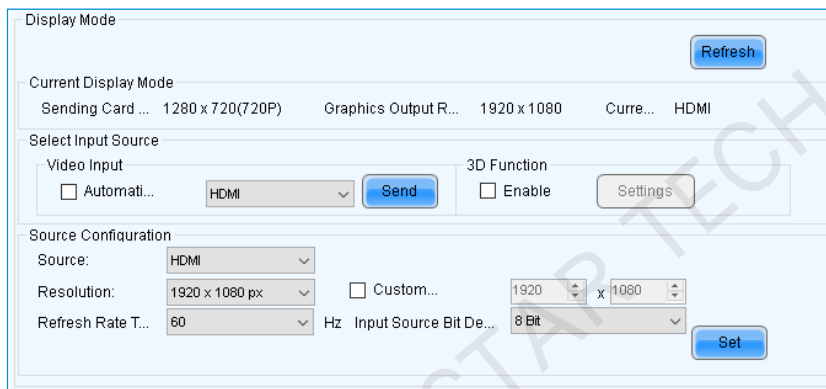 Display Mode
Refresh
Current Display Mode
Sending Card ... 1280 x 720(720P) Graphics Output R... 1920 x 1080 Curre... HDMI
Select Input Source
Video Input 3D Function
Automati... HDMI Send Enable Settings
Source Configuration
Source: HDMI
Resolution: 1920 x 1080 px Custom... 1920 x 1080
Refresh Rate T... 60 Hz Input Source Bit De... 8 Bit
Set
STAR TECH